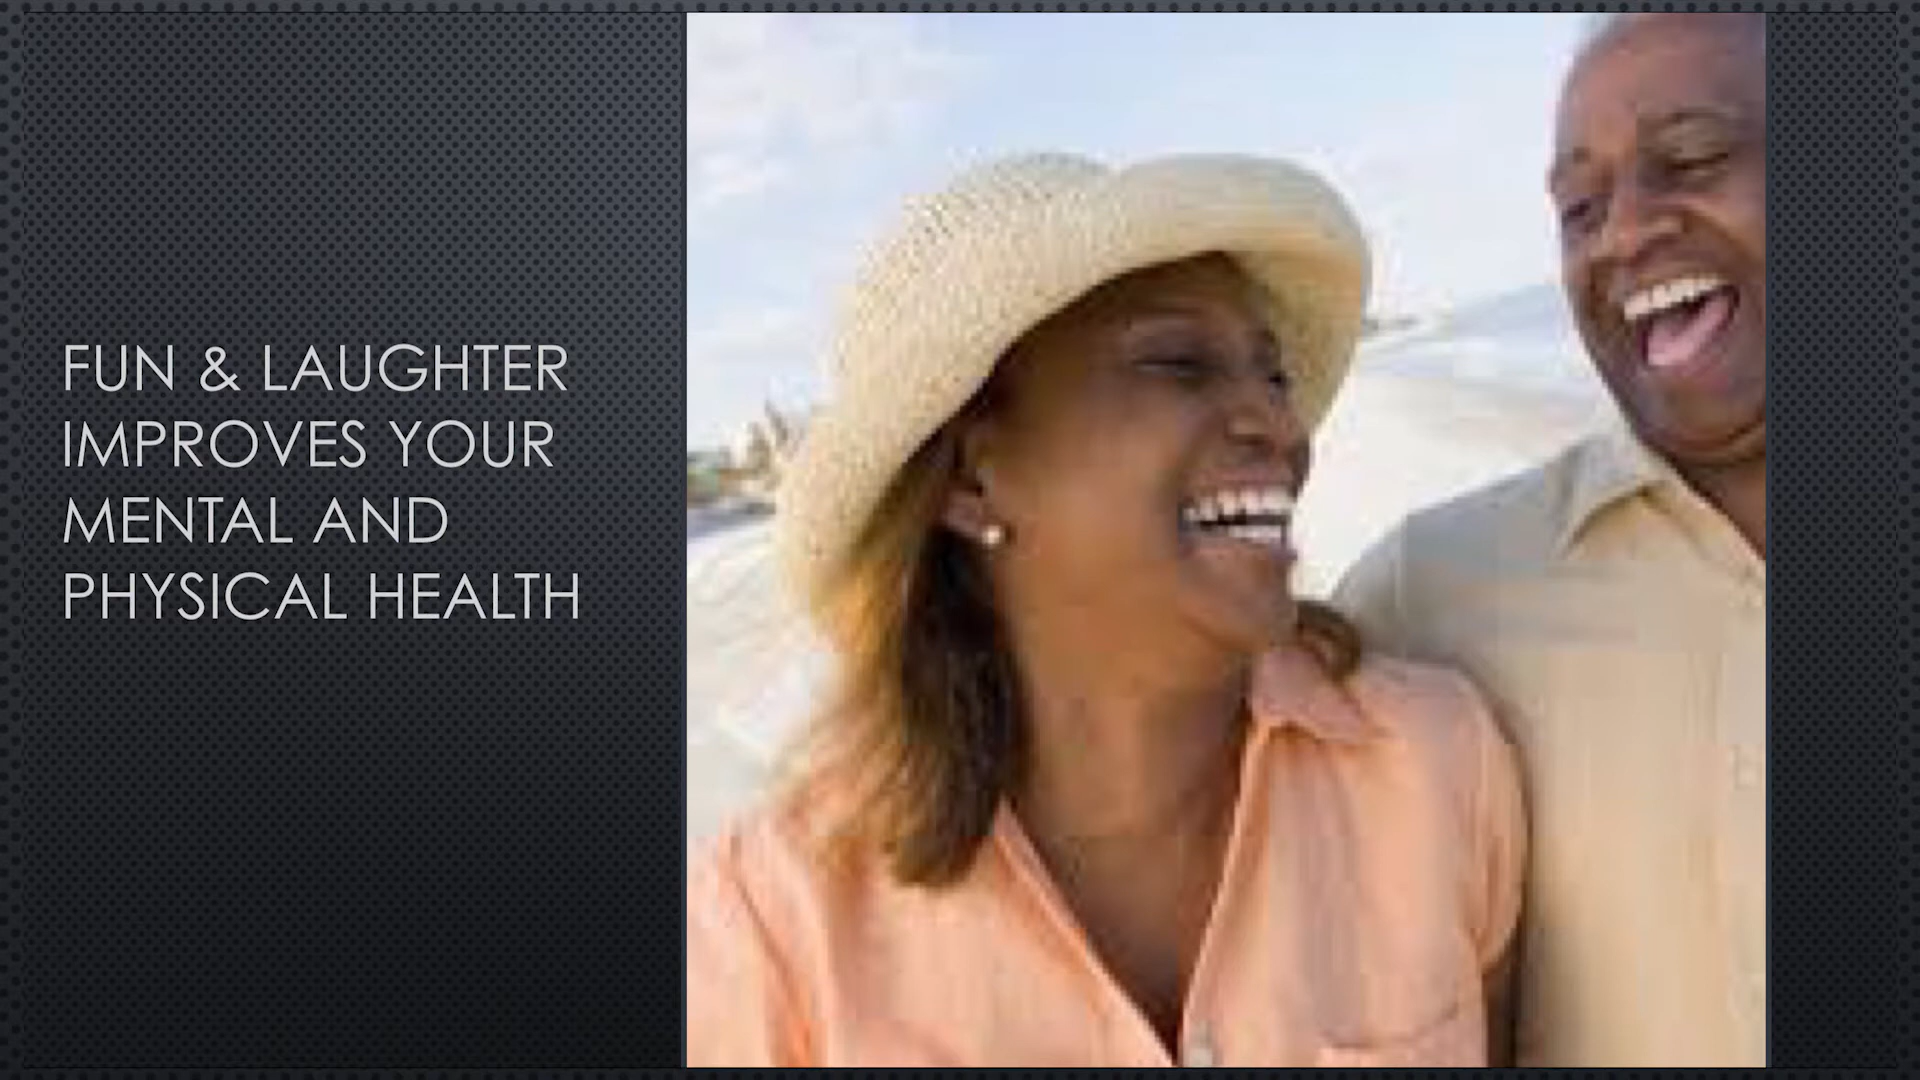 FUN & LAUGHTER
IMPROVES YOUR
MENTAL AND
PHYSICAL HEALTH